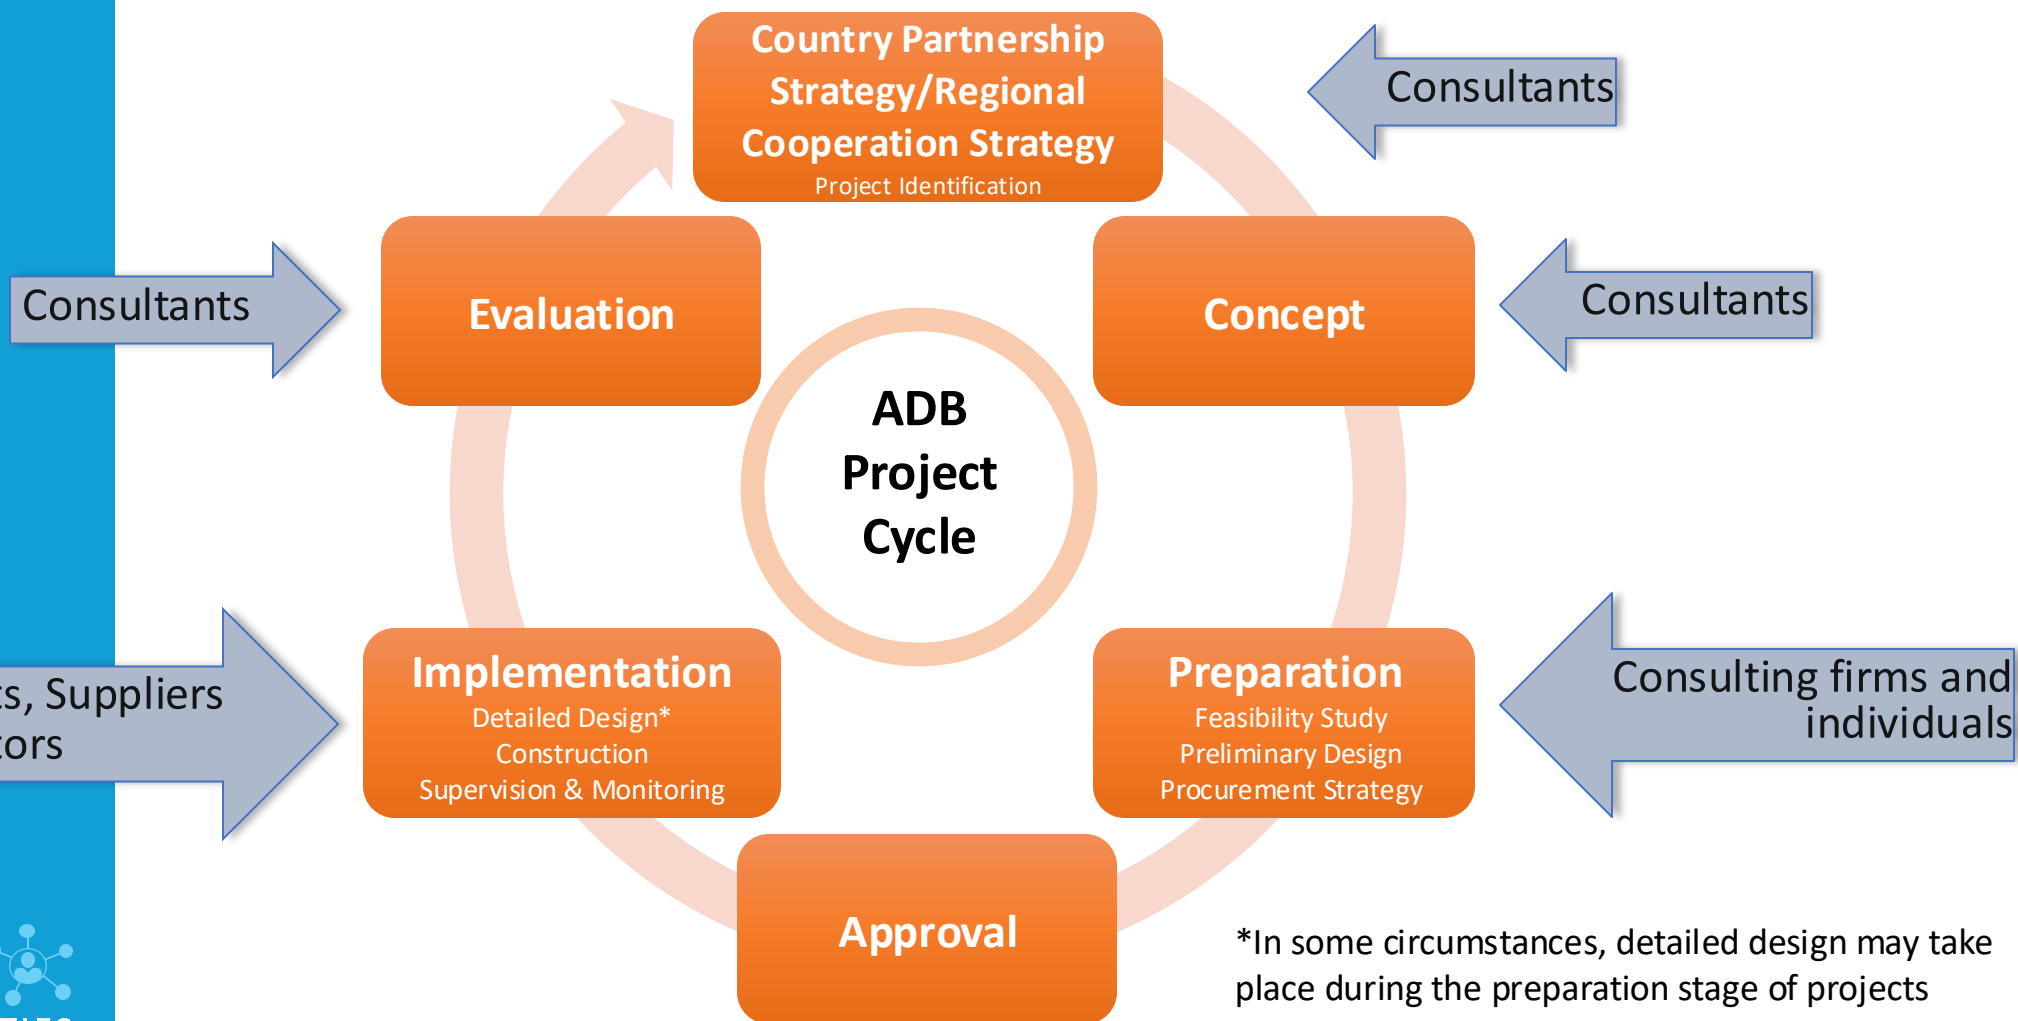 Country Partnership
Strategy/Regional
Cooperation Strategy
Project Identification
Consultants
Consultants
Evaluation
Concept
Consultants
ADB
Project
Cycle
Implementation
Detailed Design*
Construction
Supervision & Monitoring
Suppliers
Preparation
Feasibility Study
Preliminary Design
Procurement Strategy
Consulting firms and
individuals
Approval
*In some circumstances, detailed design may take
place during the preparation stage of projects